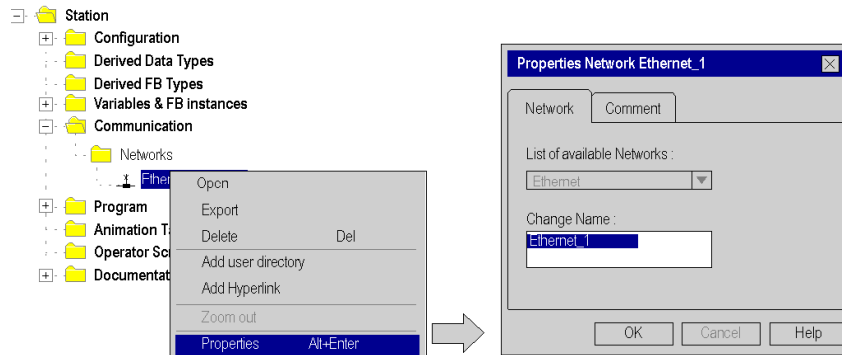 Station
Configuration
Derived Data Types
Derived FB Types
Variables & FB instances
Communication
Networks
Program
Documentat
Open
Export
Delete Del
Add user directory
Add Hyperlink
Zoom out
Properties Alt+Enter
Properties Network Ethernet_1
Network Comment
List of available Networks :
Ethernet
Change Name :
Ethernet_1
OK Cancel Help
Animation T
Operator Scr
Ether